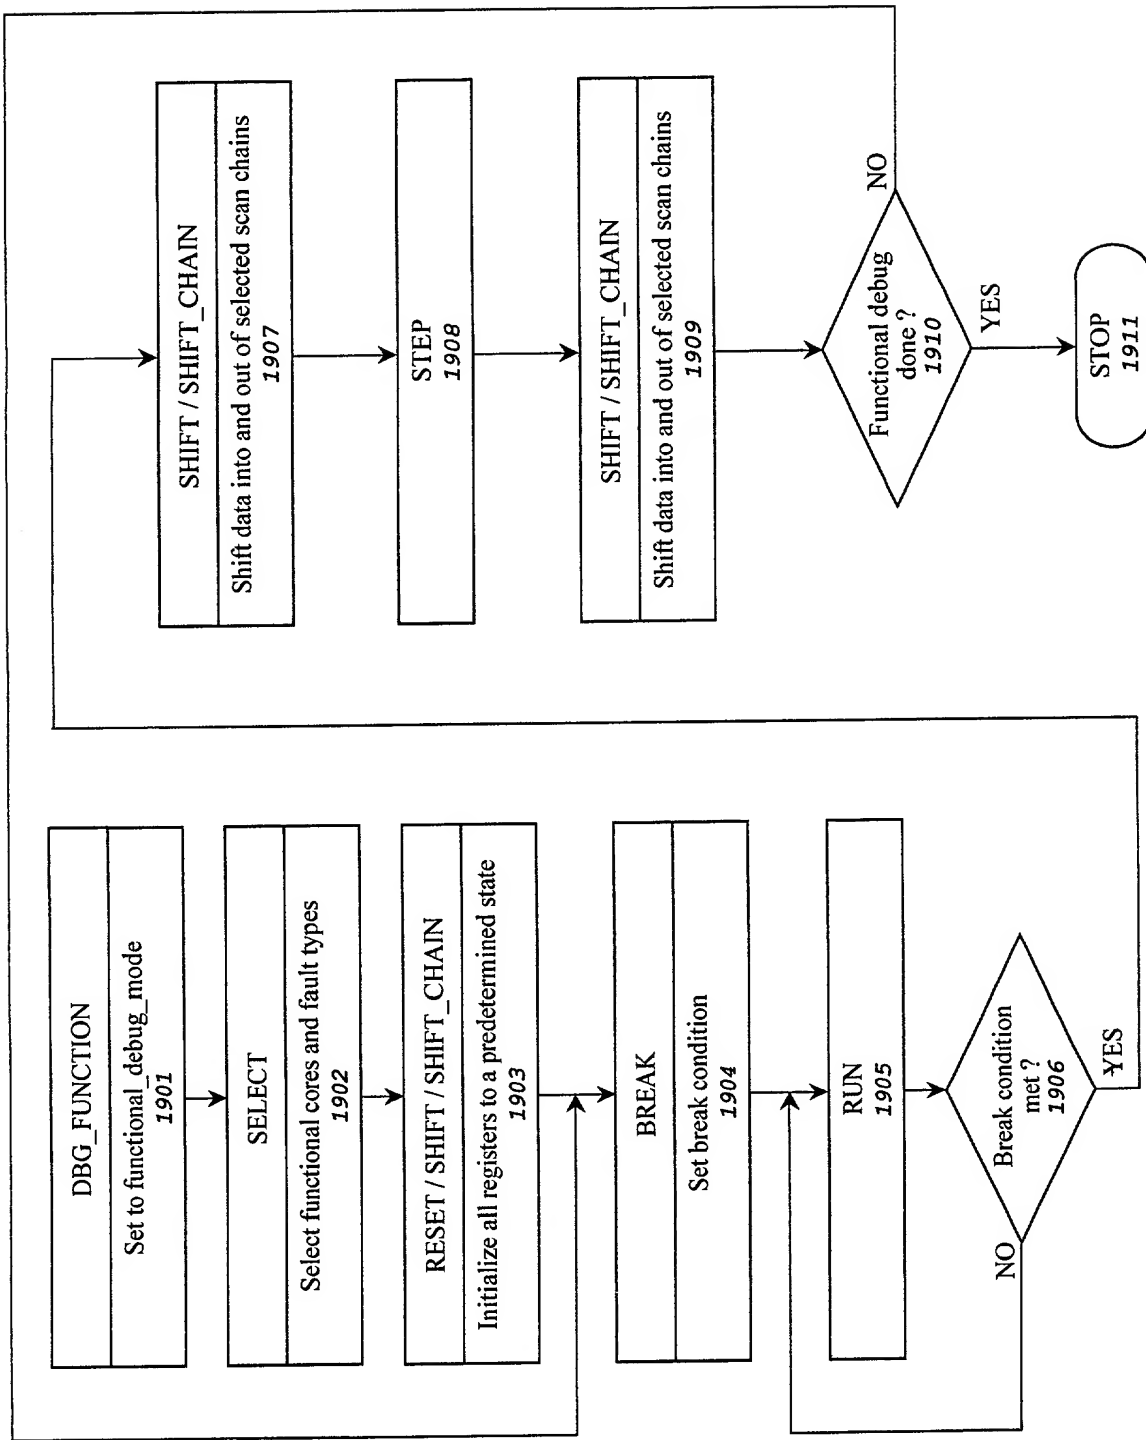 DBG_FUNCTION
Set to functional_debug_mode
1901
SELECT
Select functional cores and fault types
1902
RESET / SHIFT / SHIFT_CHAIN
Initialize all registers to a predetermined state
1903
BREAK
Set break condition
1904
RUN
1905
Break condition
met ?
1906
NO
YES
SHIFT / SHIFT_CHAIN
Shift data into and out of selected scan chains
1907
STEP
1908
SHIFT / SHIFT_CHAIN
Shift data into and out of selected scan chains
1909
Functional debug
done ?
1910
NO
YES
STOP
1911